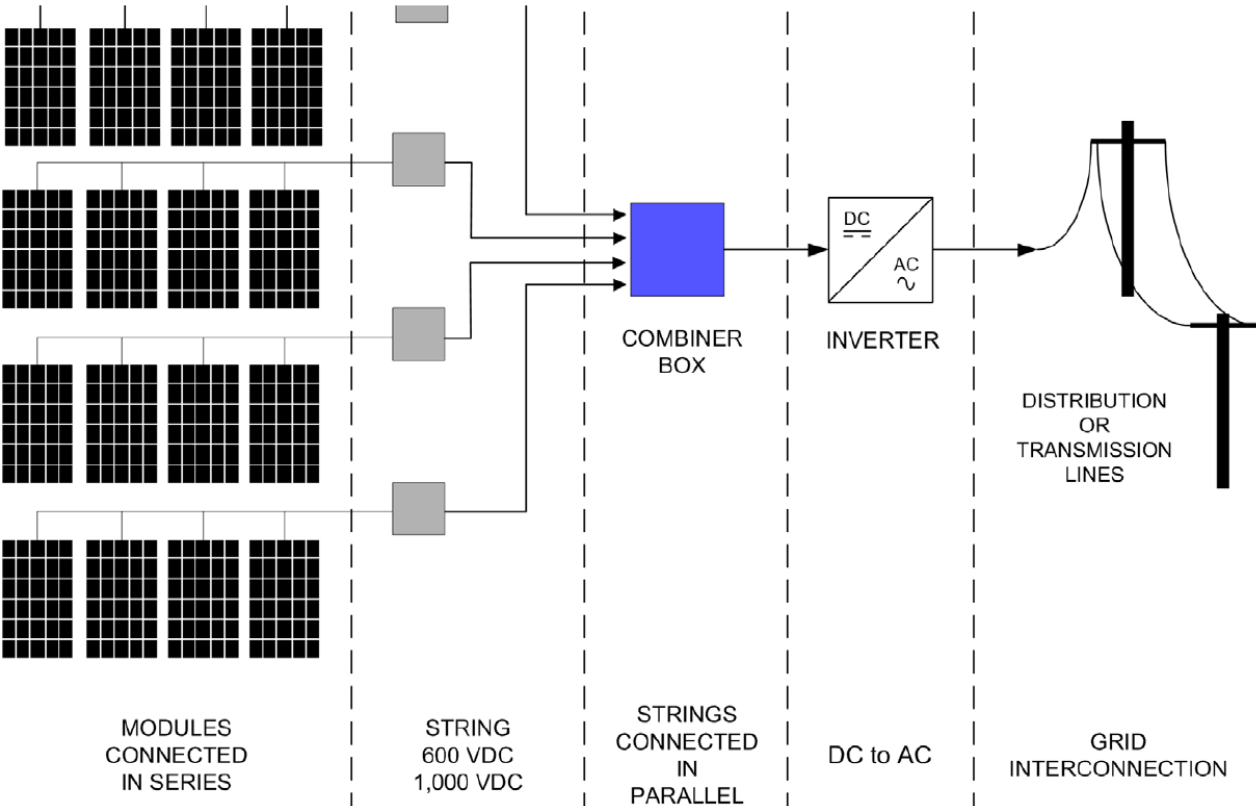 DC
AC
COMBINER
BOX
INVERTER
DISTRIBUTION
OR
TRANSMISSION
LINES
MODULES
CONNECTED
IN SERIES
STRING
600 VDC
1,000 VDC
STRINGS
CONNECTED
IN
PARALLEL
DC to AC
GRID
INTERCONNECTION